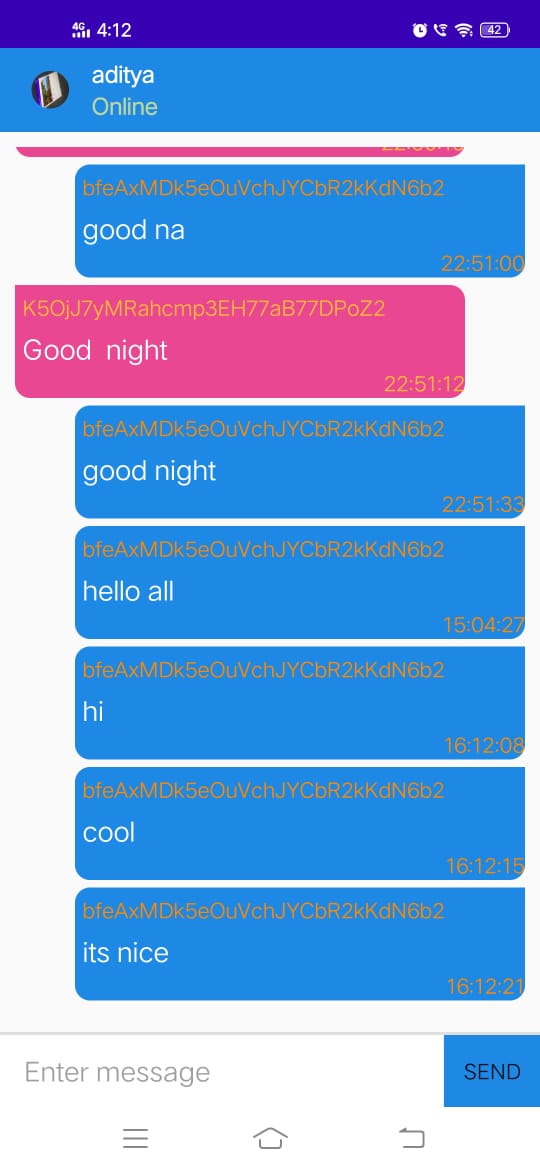 4G 4:12 42
aditya
Online
bfeAxMDk5eOuVchJYCbR2kKdN6b2
good na
22:51:00
K5OjJ7yMRahcmp3EH77aB77DPoZ2
Good  night
22:51:12
bfeAxMDk5eOuVchJYCbR2kKdN6b2
good night
22:51:33
bfeAxMDk5eOuVchJYCbR2kKdN6b2
hello all
15:04:27
bfeAxMDk5eOuVchJYCbR2kKdN6b2
hi
16:12:08
bfeAxMDk5eOuVchJYCbR2kKdN6b2
cool
16:12:15
bfeAxMDk5eOuVchJYCbR2kKdN6b2
its nice
16:12:21
Enter message SEND